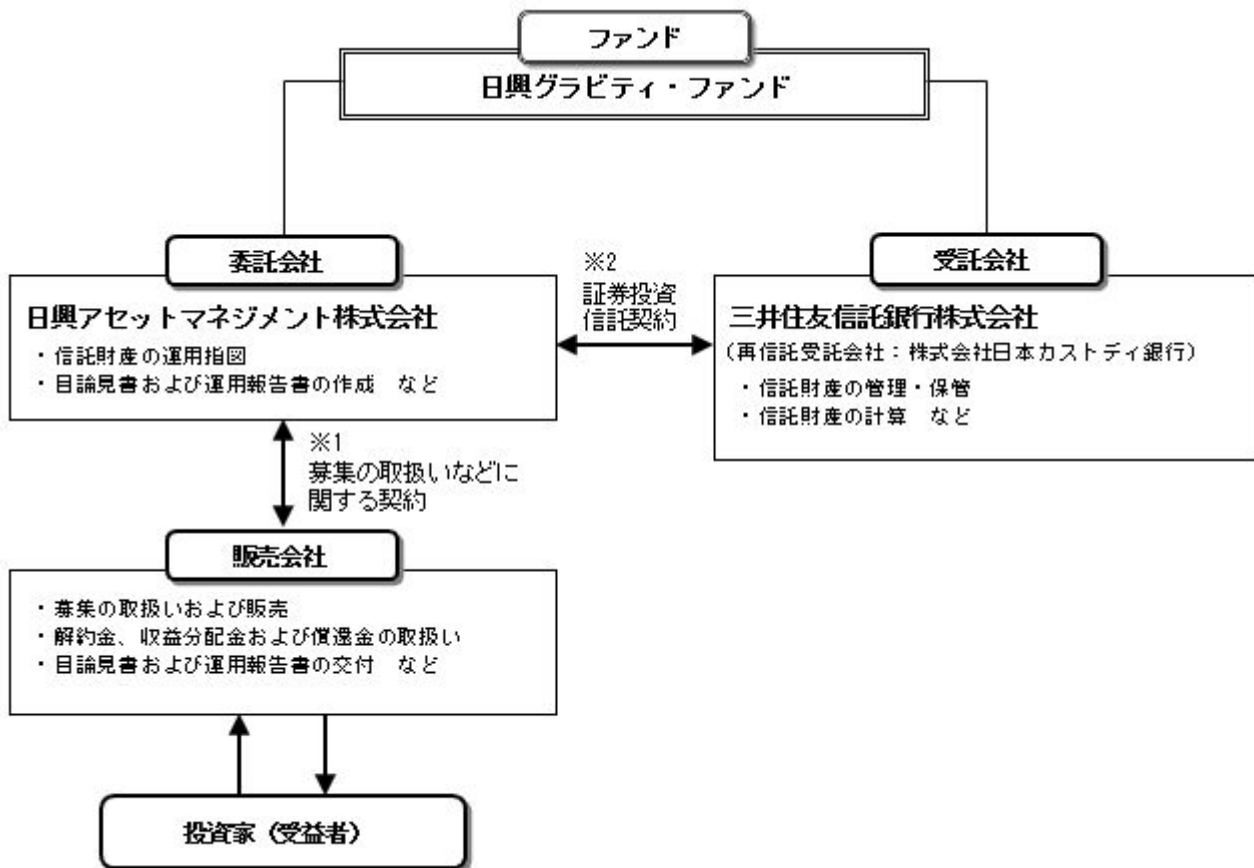 ファンド
日興グラビティ・ファンド
委託会社
日興アセットマネジメント株式会社
・信託財産の運用指図
・目論見書および運用報告書の作成　など
※2
証券投資
信託契約
受託会社
三井住友信託銀行株式会社
（再信託受託会社：株式会社日本カストディ銀行）
・信託財産の管理・保管
・信託財産の計算　など
※1
募集の取扱いなどに
関する契約
販売会社
・募集の取扱いおよび販売
・解約金、収益分配金および償還金の取扱い
・目論見書および運用報告書の交付　など
投資家（受益者）